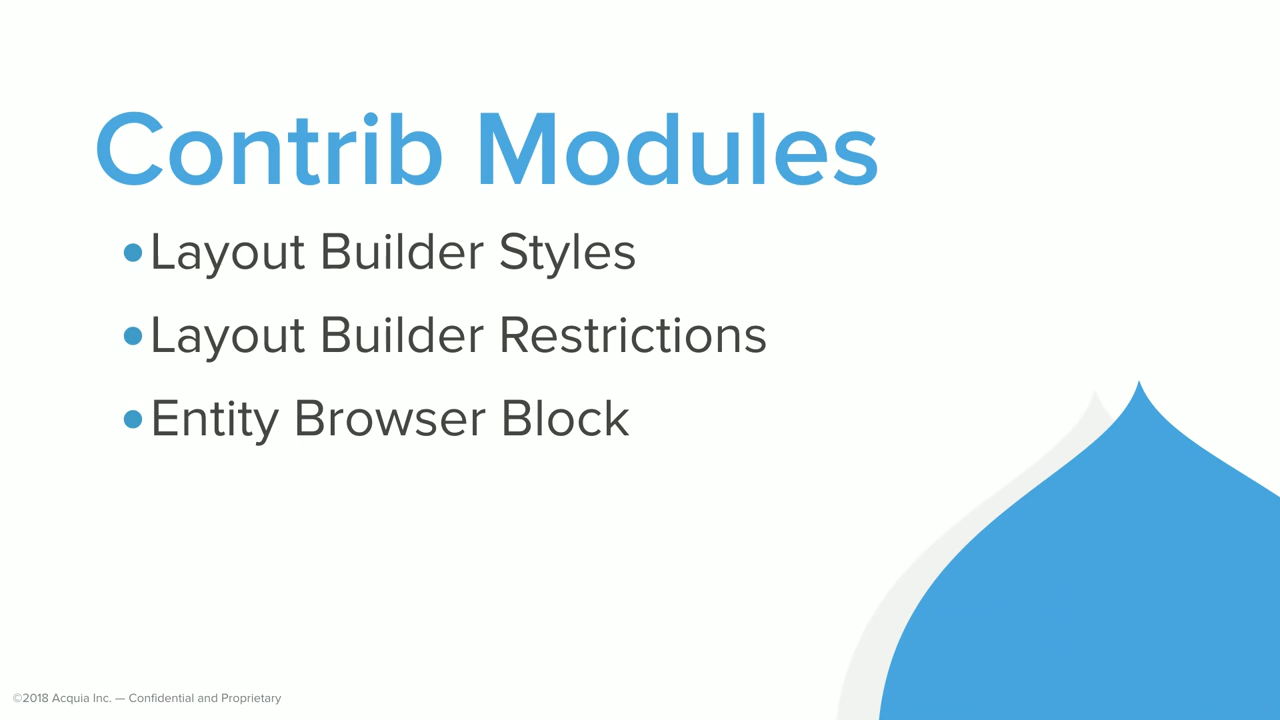 Contrib Modules
•Layout Builder Styles
•Layout Builder Restrictions
•Entity Browser Block
©2018 Acquia Inc. — Confidential and Proprietary